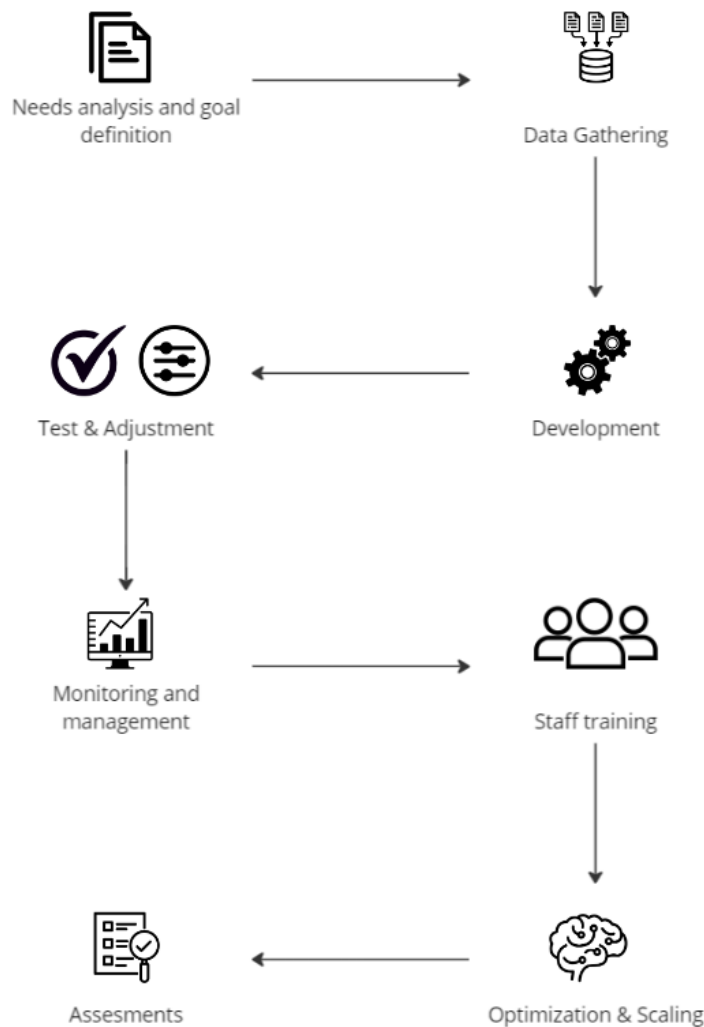 Needs analysis and goal
definition
Data Gathering
Test & Adjustment
Development
Monitoring and
management
Staff training
Assesments
Optimization & Scaling